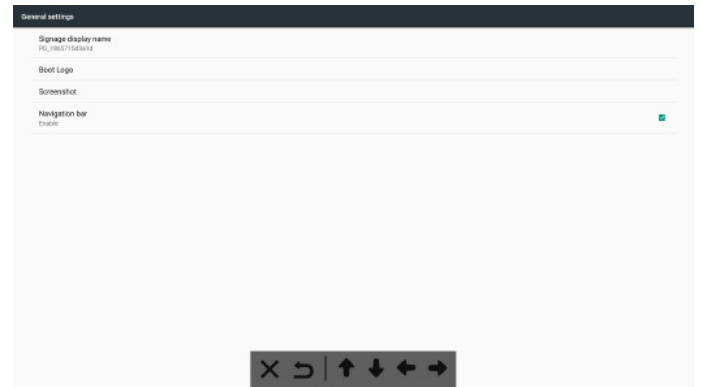 General settings
Signage display name
Boot Logo
Screenshot
Navigation bar
Enable